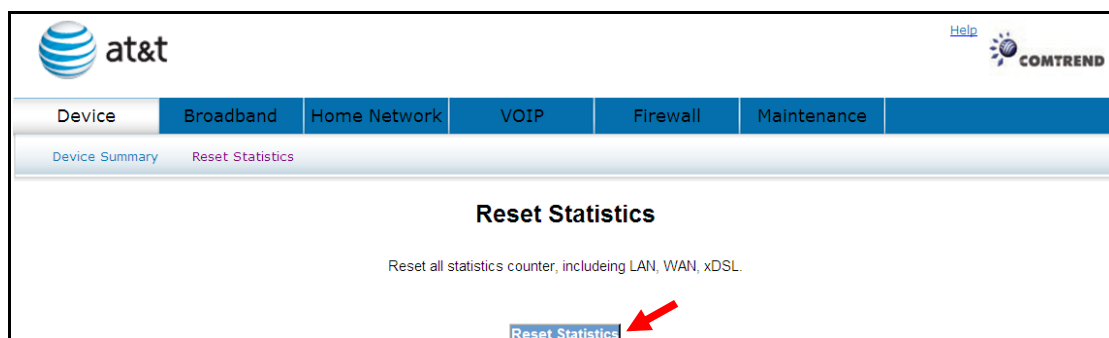 at&t
Help
COMTREND
Device Broadband Home Network VOIP Firewall Maintenance
Device Summary Reset Statistics
Reset Statistics
Reset all statistics counter, includeing LAN, WAN, xDSL.
Reset Statistics